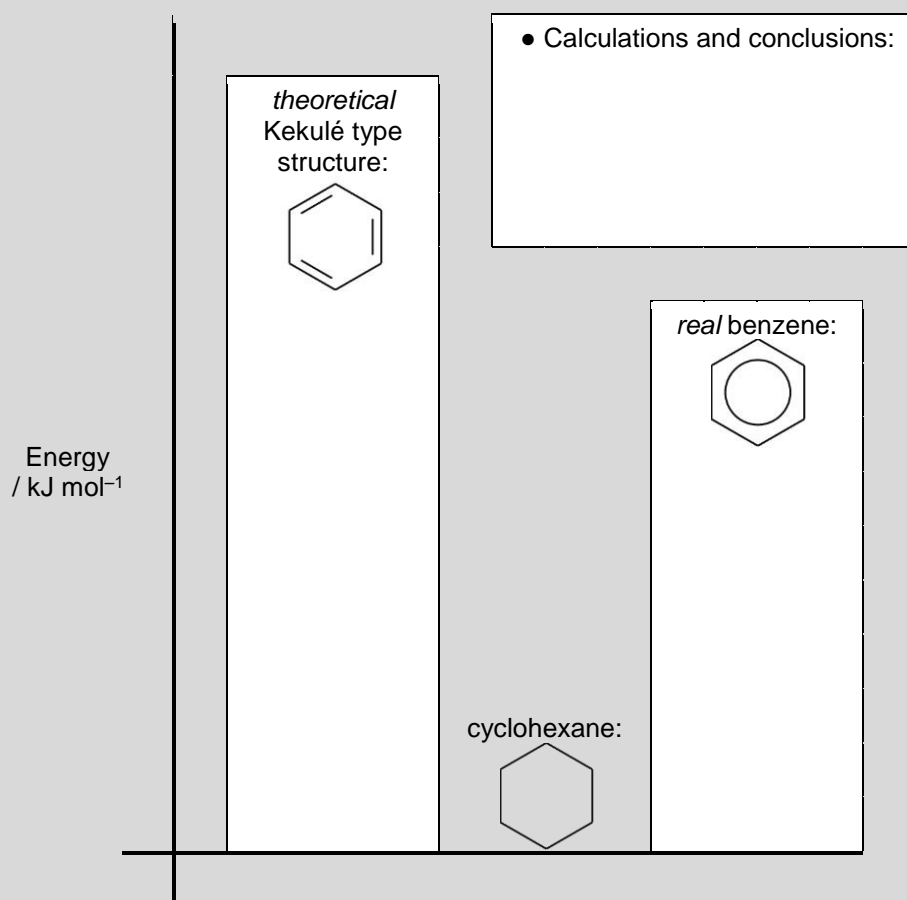 ● Calculations and conclusions:
theoretical
Kekulé type
structure:
real benzene:
Energy
/ kJ mol⁻¹
cyclohexane: